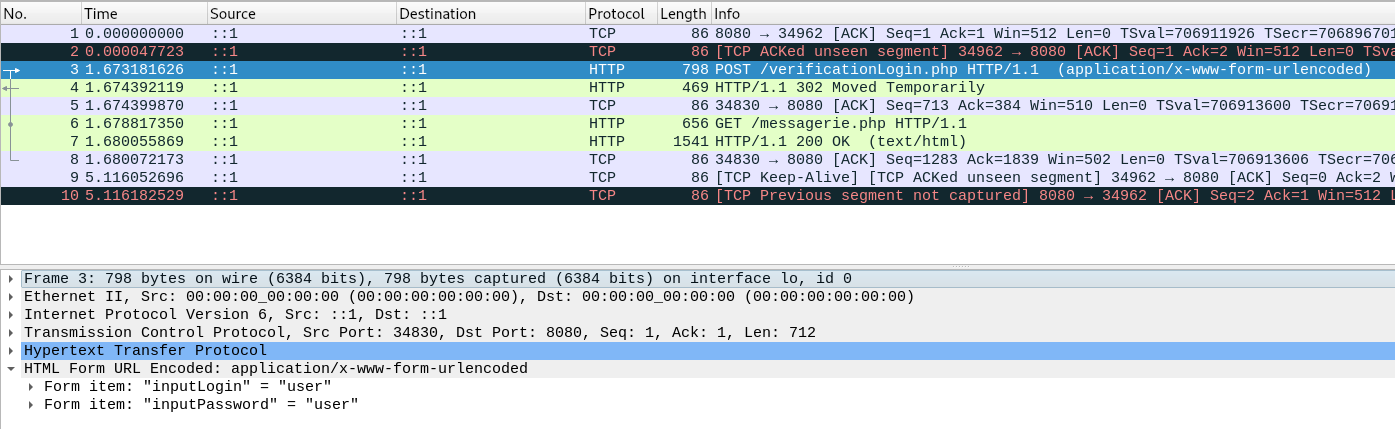 No. Time Source Destination Protocol Length Info
1 0.000000000 ::1 ::1 TCP 86 8080 → 34962 [ACK] Seq=1 Ack=1 Win=512 Len=0 TSval=706911926 TSecr=706896701
2 0.000047723 ::1 ::1 TCP 86 [TCP ACKed unseen segment] 34962 → 8080 [ACK] Seq=1 Ack=2 Win=512 Len=0 TSva
3 1.673181626 ::1 ::1 HTTP 798 POST /verificationLogin.php HTTP/1.1 (application/x-www-form-urlencoded)
4 1.674392119 ::1 ::1 HTTP 469 HTTP/1.1 302 Moved Temporarily
5 1.674399870 ::1 ::1 TCP 86 34830 → 8080 [ACK] Seq=713 Ack=384 Win=510 Len=0 TSval=706913600 TSecr=70691
6 1.678817350 ::1 ::1 HTTP 656 GET /messagerie.php HTTP/1.1
7 1.680055869 ::1 ::1 HTTP 1541 HTTP/1.1 200 OK (text/html)
8 1.680072173 ::1 ::1 TCP 86 34830 → 8080 [ACK] Seq=1283 Ack=1839 Win=502 Len=0 TSval=706913606 TSecr=706
9 5.116052696 ::1 ::1 TCP 86 [TCP Keep-Alive] [TCP ACKed unseen segment] 34962 → 8080 [ACK] Seq=0 Ack=2 W
10 5.116182529 ::1 ::1 TCP 86 [TCP Previous segment not captured] 8080 → 34962 [ACK] Seq=2 Ack=1 Win=512 L
Frame 3: 798 bytes on wire (6384 bits), 798 bytes captured (6384 bits) on interface lo, id 0
Ethernet II, Src: 00:00:00_00:00:00 (00:00:00:00:00:00), Dst: 00:00:00_00:00:00 (00:00:00:00:00:00)
Internet Protocol Version 6, Src: ::1, Dst: ::1
Transmission Control Protocol, Src Port: 34830, Dst Port: 8080, Seq: 1, Ack: 1, Len: 712
Hypertext Transfer Protocol
HTML Form URL Encoded: application/x-www-form-urlencoded
Form item: "inputLogin" = "user"
Form item: "inputPassword" = "user"